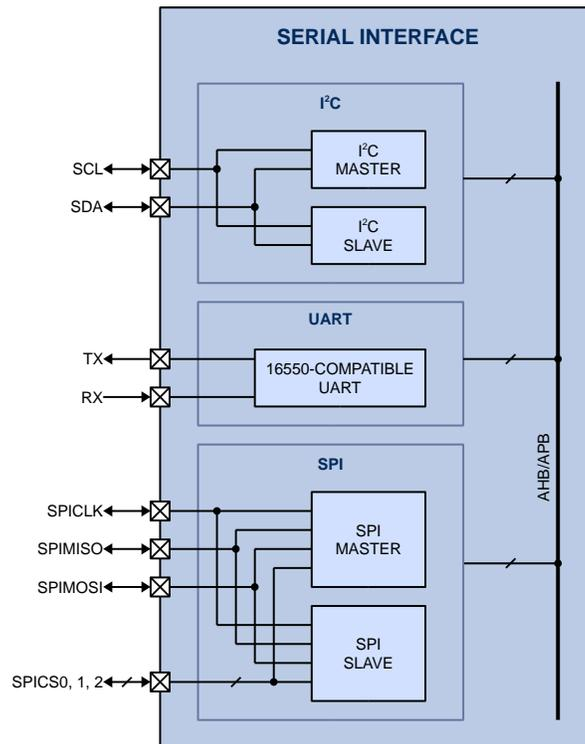 SERIAL INTERFACE
I²C
I²C
MASTER
SCL
SDA
I²C
SLAVE
UART
TX
16550-COMPATIBLE
UART
RX
AHB/APB
SPI
SPICLK
SPI
MASTER
SPIMISO
SPIMOSI
SPI
SLAVE
SPICS0, 1, 2